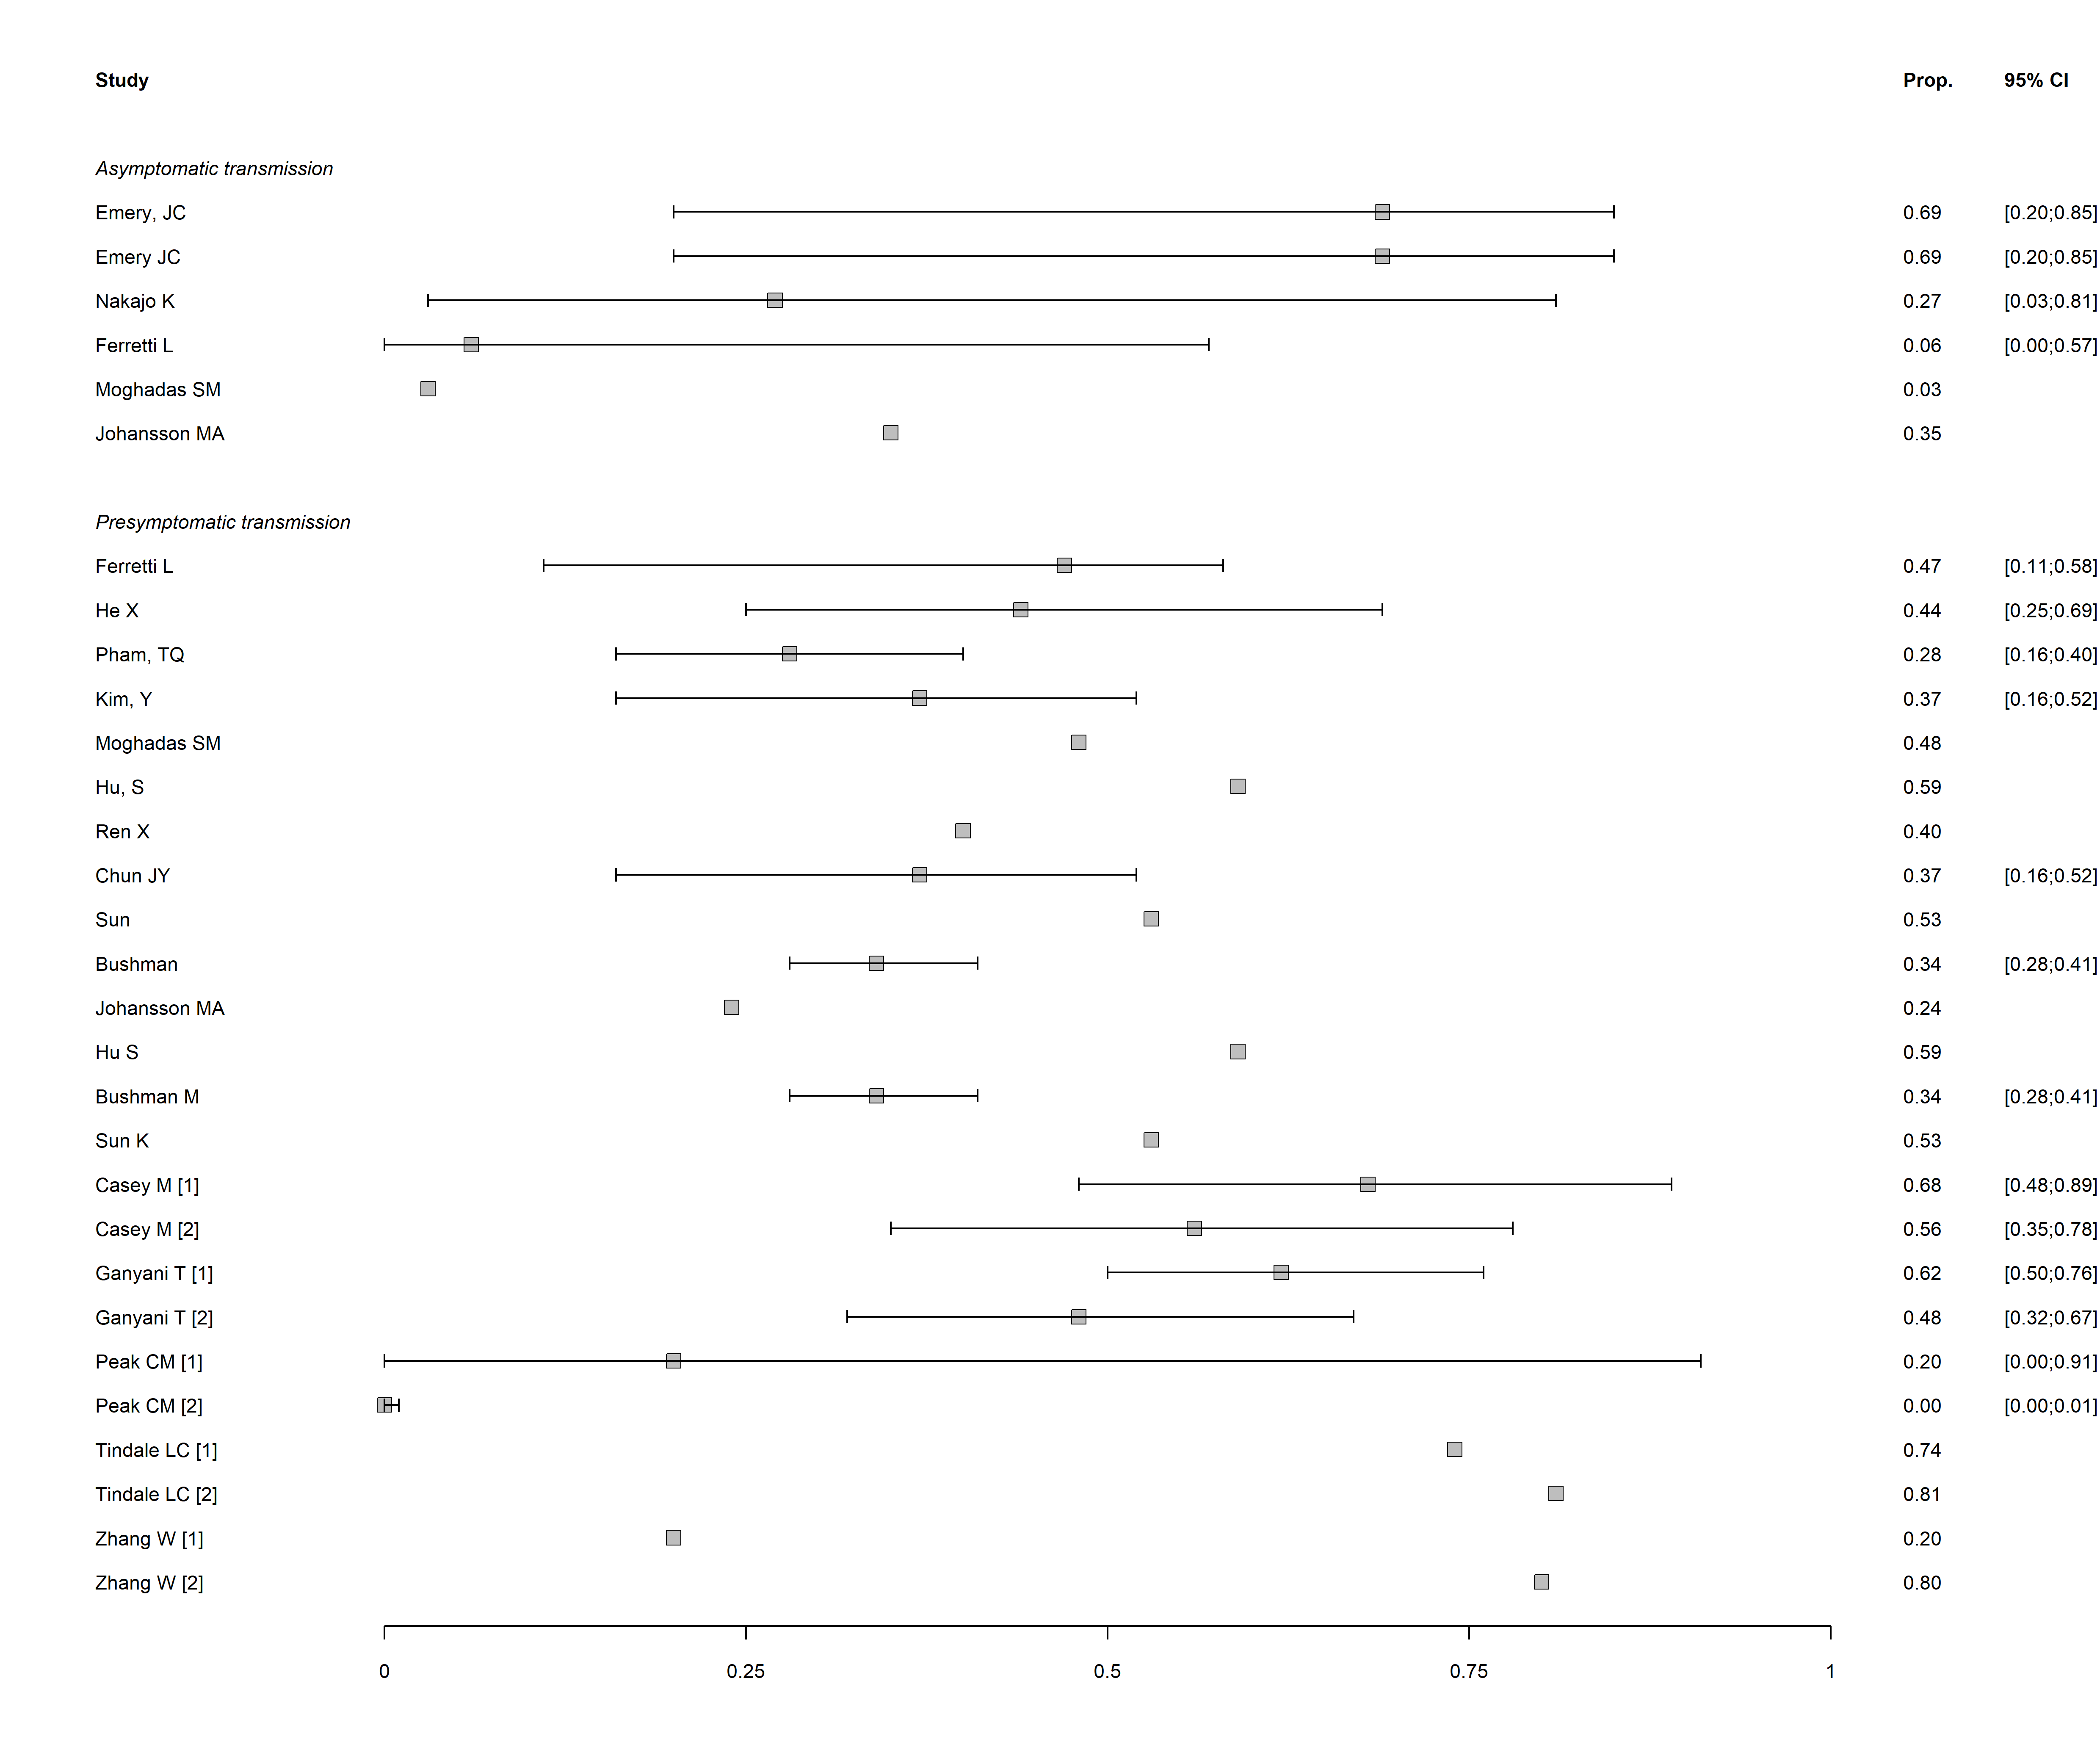 Study Prop. 95% CI
Asymptomatic transmission
Emery, JC 0.69 [0.20;0.85]
Emery JC 0.69 [0.20;0.85]
Nakajo K 0.27 [0.03;0.81]
Ferretti L 0.06 [0.00;0.57]
Moghadas SM 0.03
Johansson MA 0.35
Presymptomatic transmission
Ferretti L 0.47 [0.11;0.58]
He X 0.44 [0.25;0.69]
Pham, TQ 0.28 [0.16;0.40]
Kim, Y 0.37 [0.16;0.52]
Moghadas SM 0.48
Hu, S 0.59
Ren X 0.40
Chun JY 0.37 [0.16;0.52]
Sun 0.53
Bushman 0.34 [0.28;0.41]
Johansson MA 0.24
Hu S 0.59
Bushman M 0.34 [0.28;0.41]
Sun K 0.53
Casey M [1] 0.68 [0.48;0.89]
Casey M [2] 0.56 [0.35;0.78]
Ganyani T [1] 0.62 [0.50;0.76]
Ganyani T [2] 0.48 [0.32;0.67]
Peak CM [1] 0.20 [0.00;0.91]
Peak CM [2] 0.00 [0.00;0.01]
Tindale LC [1] 0.74
Tindale LC [2] 0.81
Zhang W [1] 0.20
Zhang W [2] 0.80
0 0.25 0.5 0.75 1